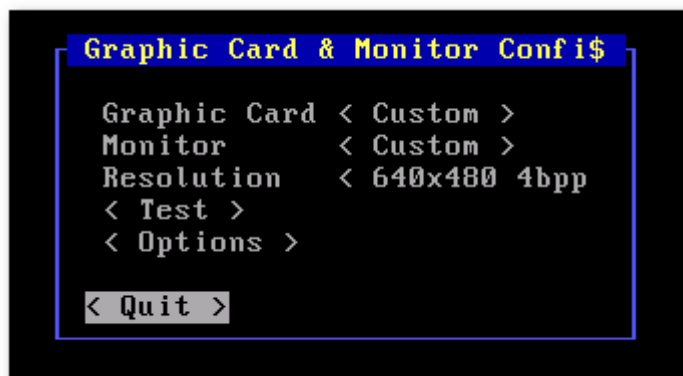 Graphic Card & Monitor Confi$
Graphic Card < Custom >
Monitor < Custom >
Resolution < 640x480 4bpp
< Test >
< Options >
< Quit >